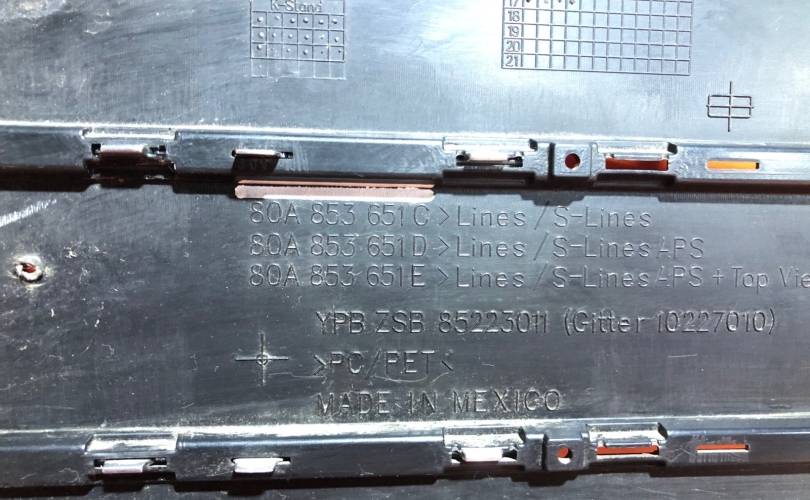 K-Stand
17
18
19
20
21
80A 853 651 C >Lines / S-Lines
80A 853 651 D >Lines / S-Lines APS
80A 853 651 E >Lines / S-Lines APS + Top Vie
YPB ZSB 85223011 (Gitter 10227010)
>PC/PET<
MADE IN MEXICO